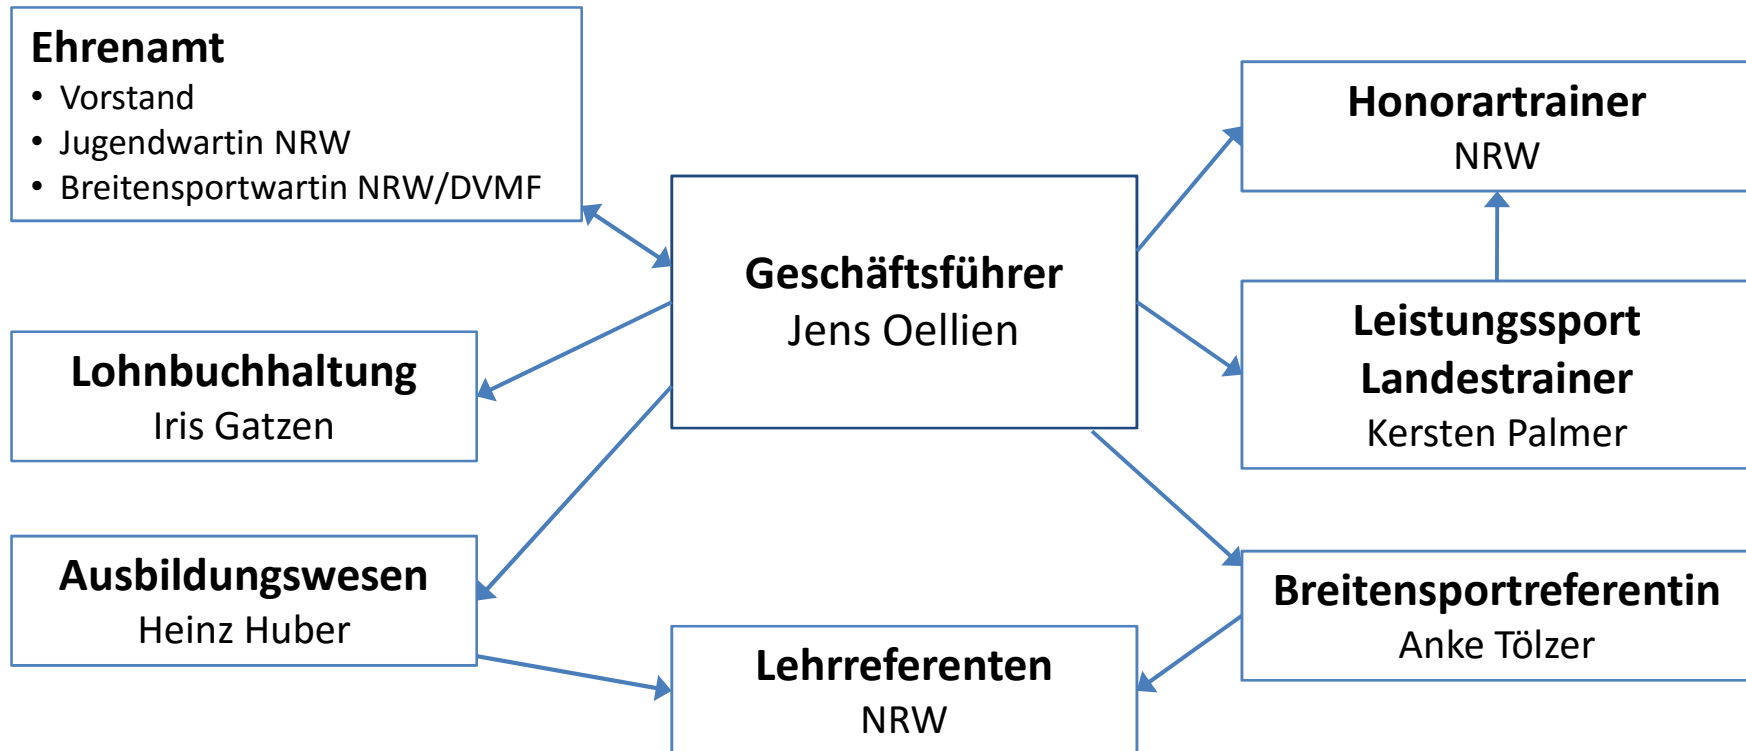 Ehrenamt
• Vorstand
• Jugendwartin NRW
• Breitensportwartin NRW/DVMF
Honorartrainer
NRW
Geschäftsführer
Jens Oellien
Leistungssport
Landestrainer
Kersten Palmer
Lohnbuchhaltung
Iris Gatzen
Ausbildungswesen
Heinz Huber
Breitensportreferentin
Anke Tölzer
Lehrreferenten
NRW